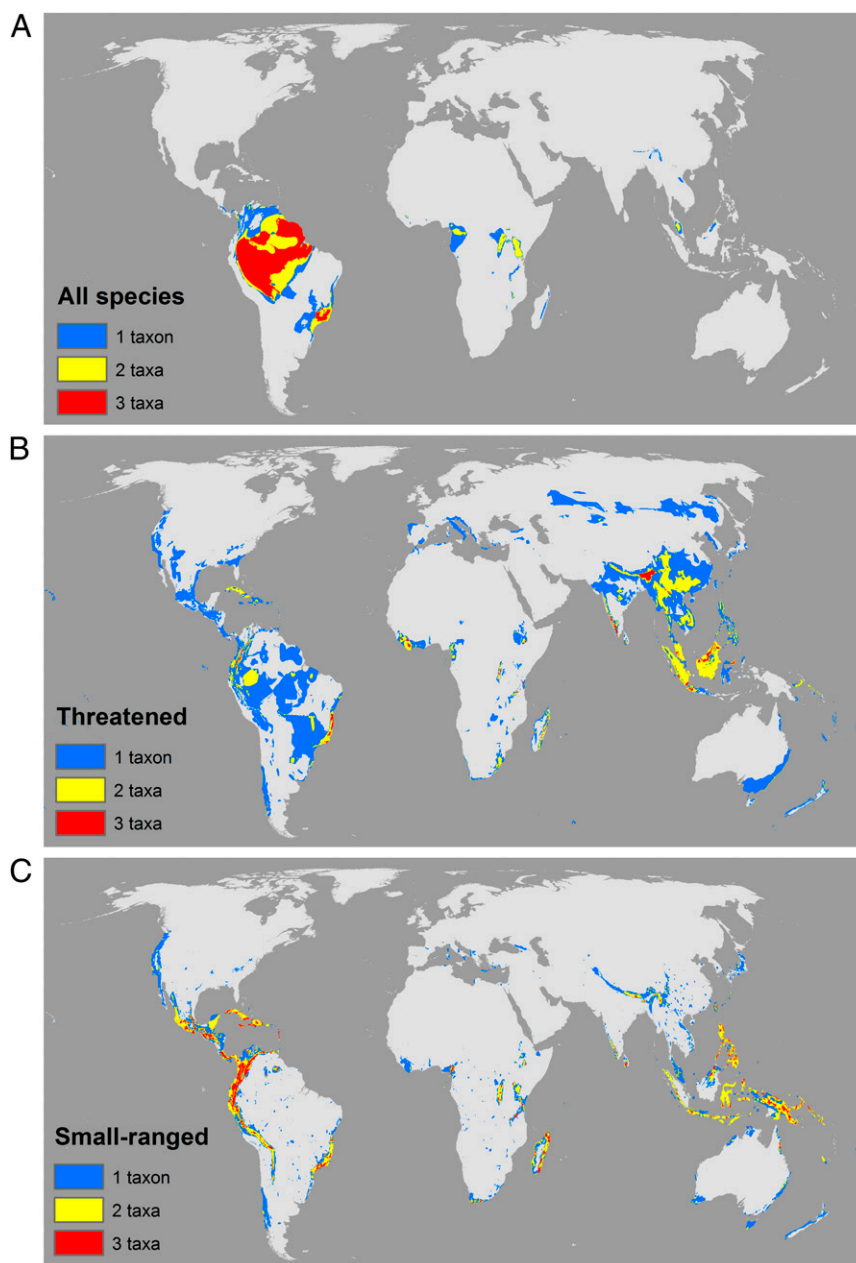 A
All species
1 taxon
2 taxa
3 taxa
B
Threatened
1 taxon
2 taxa
3 taxa
C
Small-ranged
1 taxon
2 taxa
3 taxa